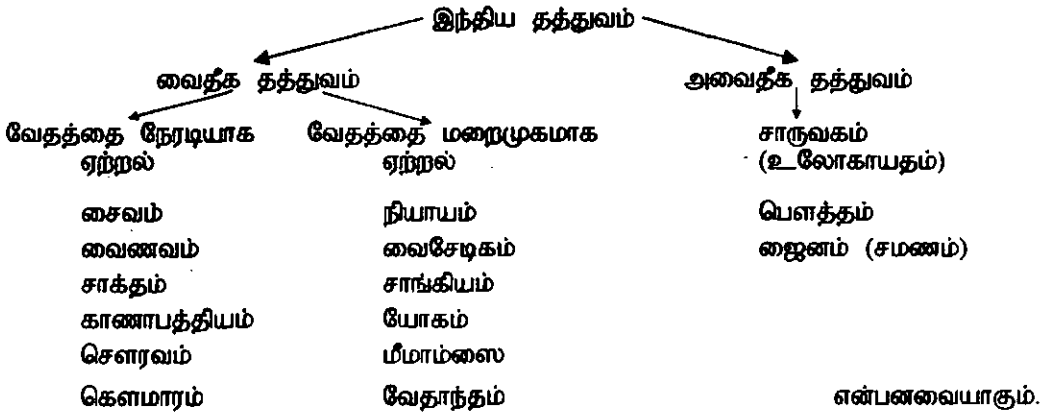 இந்திய தத்துவம்
வைதீக தத்துவம் அவைதீக தத்துவம்
வேதத்தை நேரடியாக வேதத்தை மறைமுகமாக சாருவகம்
ஏற்றல் ஏற்றல் (உலோகாயதம்)
சைவம் நியாயம் பௌத்தம்
வைணவம் வைசேடிகம் ஜைனம் (சமணம்)
சாக்தம் சாங்கியம்
காணாபத்தியம் யோகம்
சௌரவம் மீமாம்ஸை
கௌமாரம் வேதாந்தம் என்பனவையாகும்.